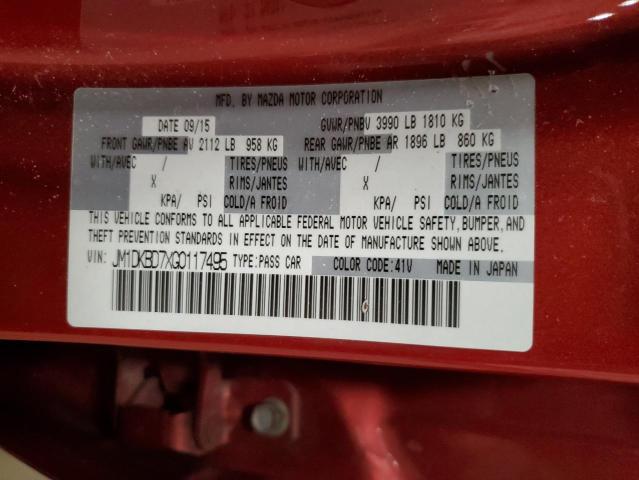 MFD. BY MAZDA MOTOR CORPORATION
DATE 09/15 GVWR/PNBV 3990 LB 1810 KG
FRONT GAWR/PNBE AV 2112 LB 958 KG REAR GAWR/PNBE AR 1896 LB 860 KG
WITH/AVEC / TIRES/PNEUS WITH/AVEC / TIRES/PNEUS
X RIMS/JANTES X RIMS/JANTES
KPA/ PSI COLD/A FROID KPA/ PSI COLD/A FROID
THIS VEHICLE CONFORMS TO ALL APPLICABLE FEDERAL MOTOR VEHICLE SAFETY, BUMPER, AND
THEFT PREVENTION STANDARDS IN EFFECT ON THE DATE OF MANUFACTURE SHOWN ABOVE.
VIN: JM1DKBD7XG0117495 TYPE:PASS CAR COLOR CODE:41V MADE IN JAPAN